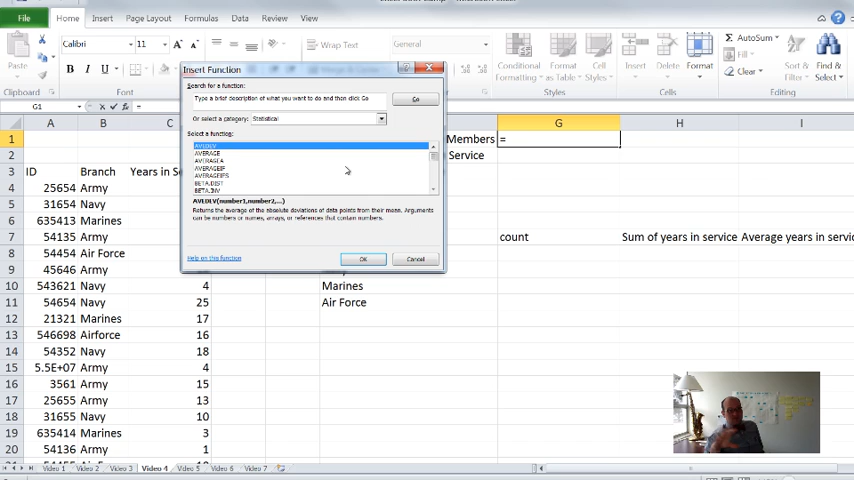 File Home Insert Page Layout Formulas Data Review View
Calibri 11 A A Wrap Text General AutoSum
Paste B I U Merge & Center Conditional Formatting Format as Table Cell Styles Insert Delete Format Fill Clear Sort & Filter Find & Select
Clipboard Font Cells Editing
G1 =
A B C G H I
1 Members =
2 Service
3 ID Branch Years in Se
4 25654 Army
5 31654 Navy
6 635413 Marines
7 54135 Army count Sum of years in service Average years in servic
8 54454 Air Force
9 45646 Army
10 543621 Navy 4 Marines
11 54654 Navy 25 Air Force
12 21321 Marines 17
13 546698 Airforce 16
14 54352 Navy 18
15 5.5E+07 Army 4
16 3561 Army 15
17 25655 Army 13
18 31655 Navy 10
19 635414 Marines 3
20 54136 Army 1
Insert Function
Search for a function:
Type a brief description of what you want to do and then click Go
Go
Or select a category: Statistical
Select a function:
AVEDEV
AVERAGE
AVERAGEA
AVERAGEIF
AVERAGEIFS
BETA.DIST
BETA.INV
AVEDEV(number1,number2,...)
Returns the average of the absolute deviations of data points from their mean. Arguments
can be numbers or names, arrays, or references that contain numbers.
Help on this function OK Cancel
Video 1 Video 2 Video 3 Video 4 Video 5 Video 6 Video 7